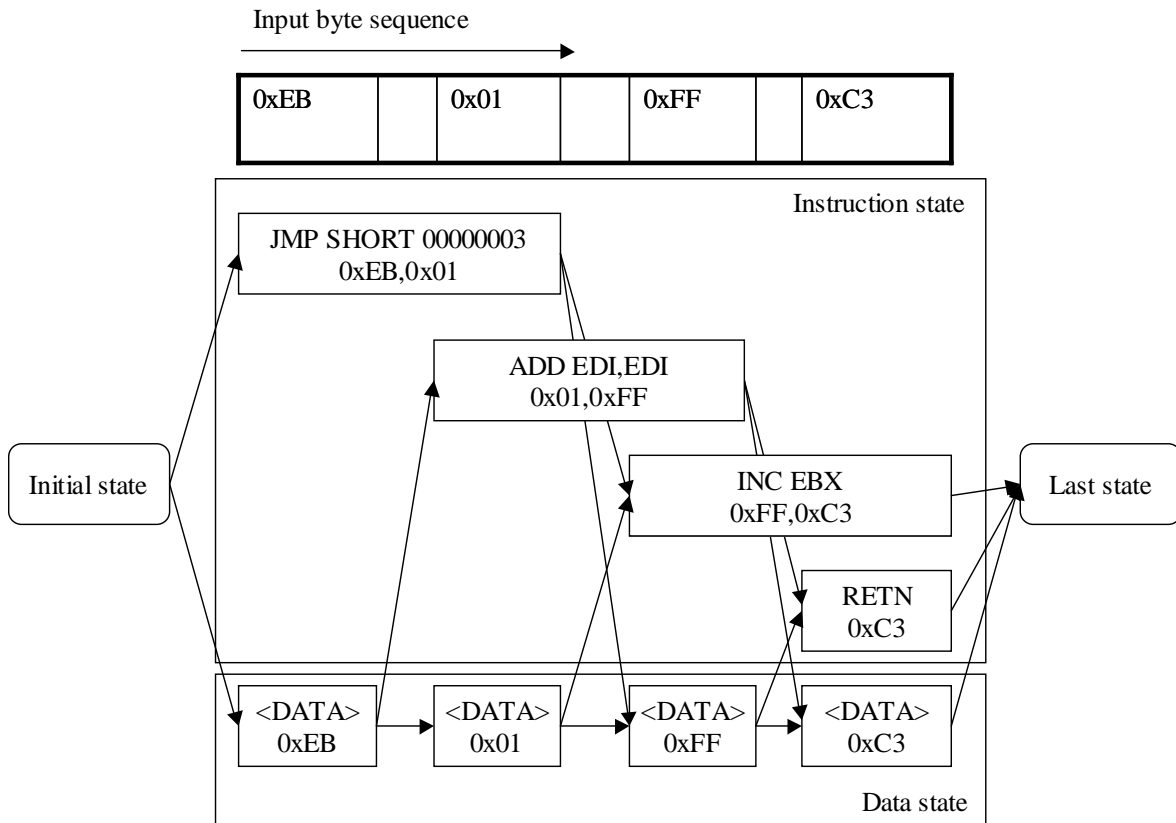 Input byte sequence
0xEB
0x01
0xFF
0xC3
Instruction state
JMP SHORT 00000003
0xEB,0x01
ADD EDI,EDI
0x01,0xFF
Initial state
INC EBX
0xFF,0xC3
Last state
RETN
0xC3
<DATA>
0xEB
<DATA>
0x01
<DATA>
0xFF
<DATA>
0xC3
Data state